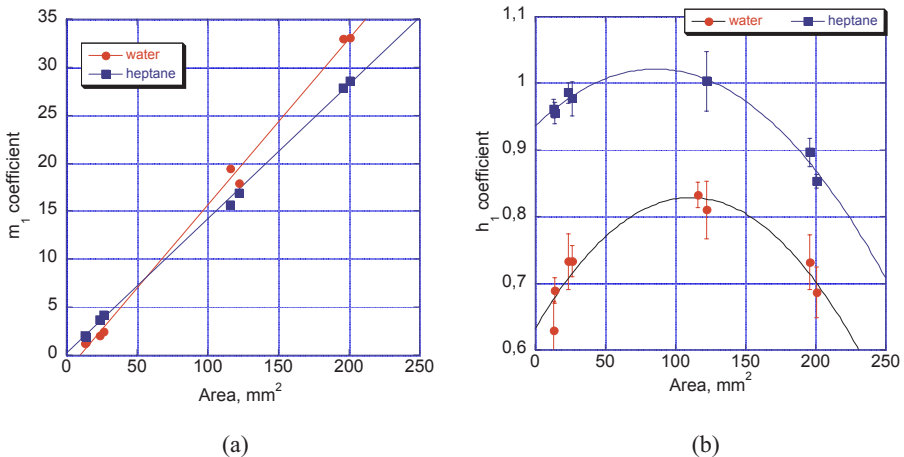 35
30
25
20
15
10
5
0
m₁ coefficient
water
heptane
0 50 100 150 200 250
Area, mm²
(a)
1,1
1
0,9
0,8
0,7
0,6
h₁ coefficient
water heptane
0 50 100 150 200 250
Area, mm²
(b)